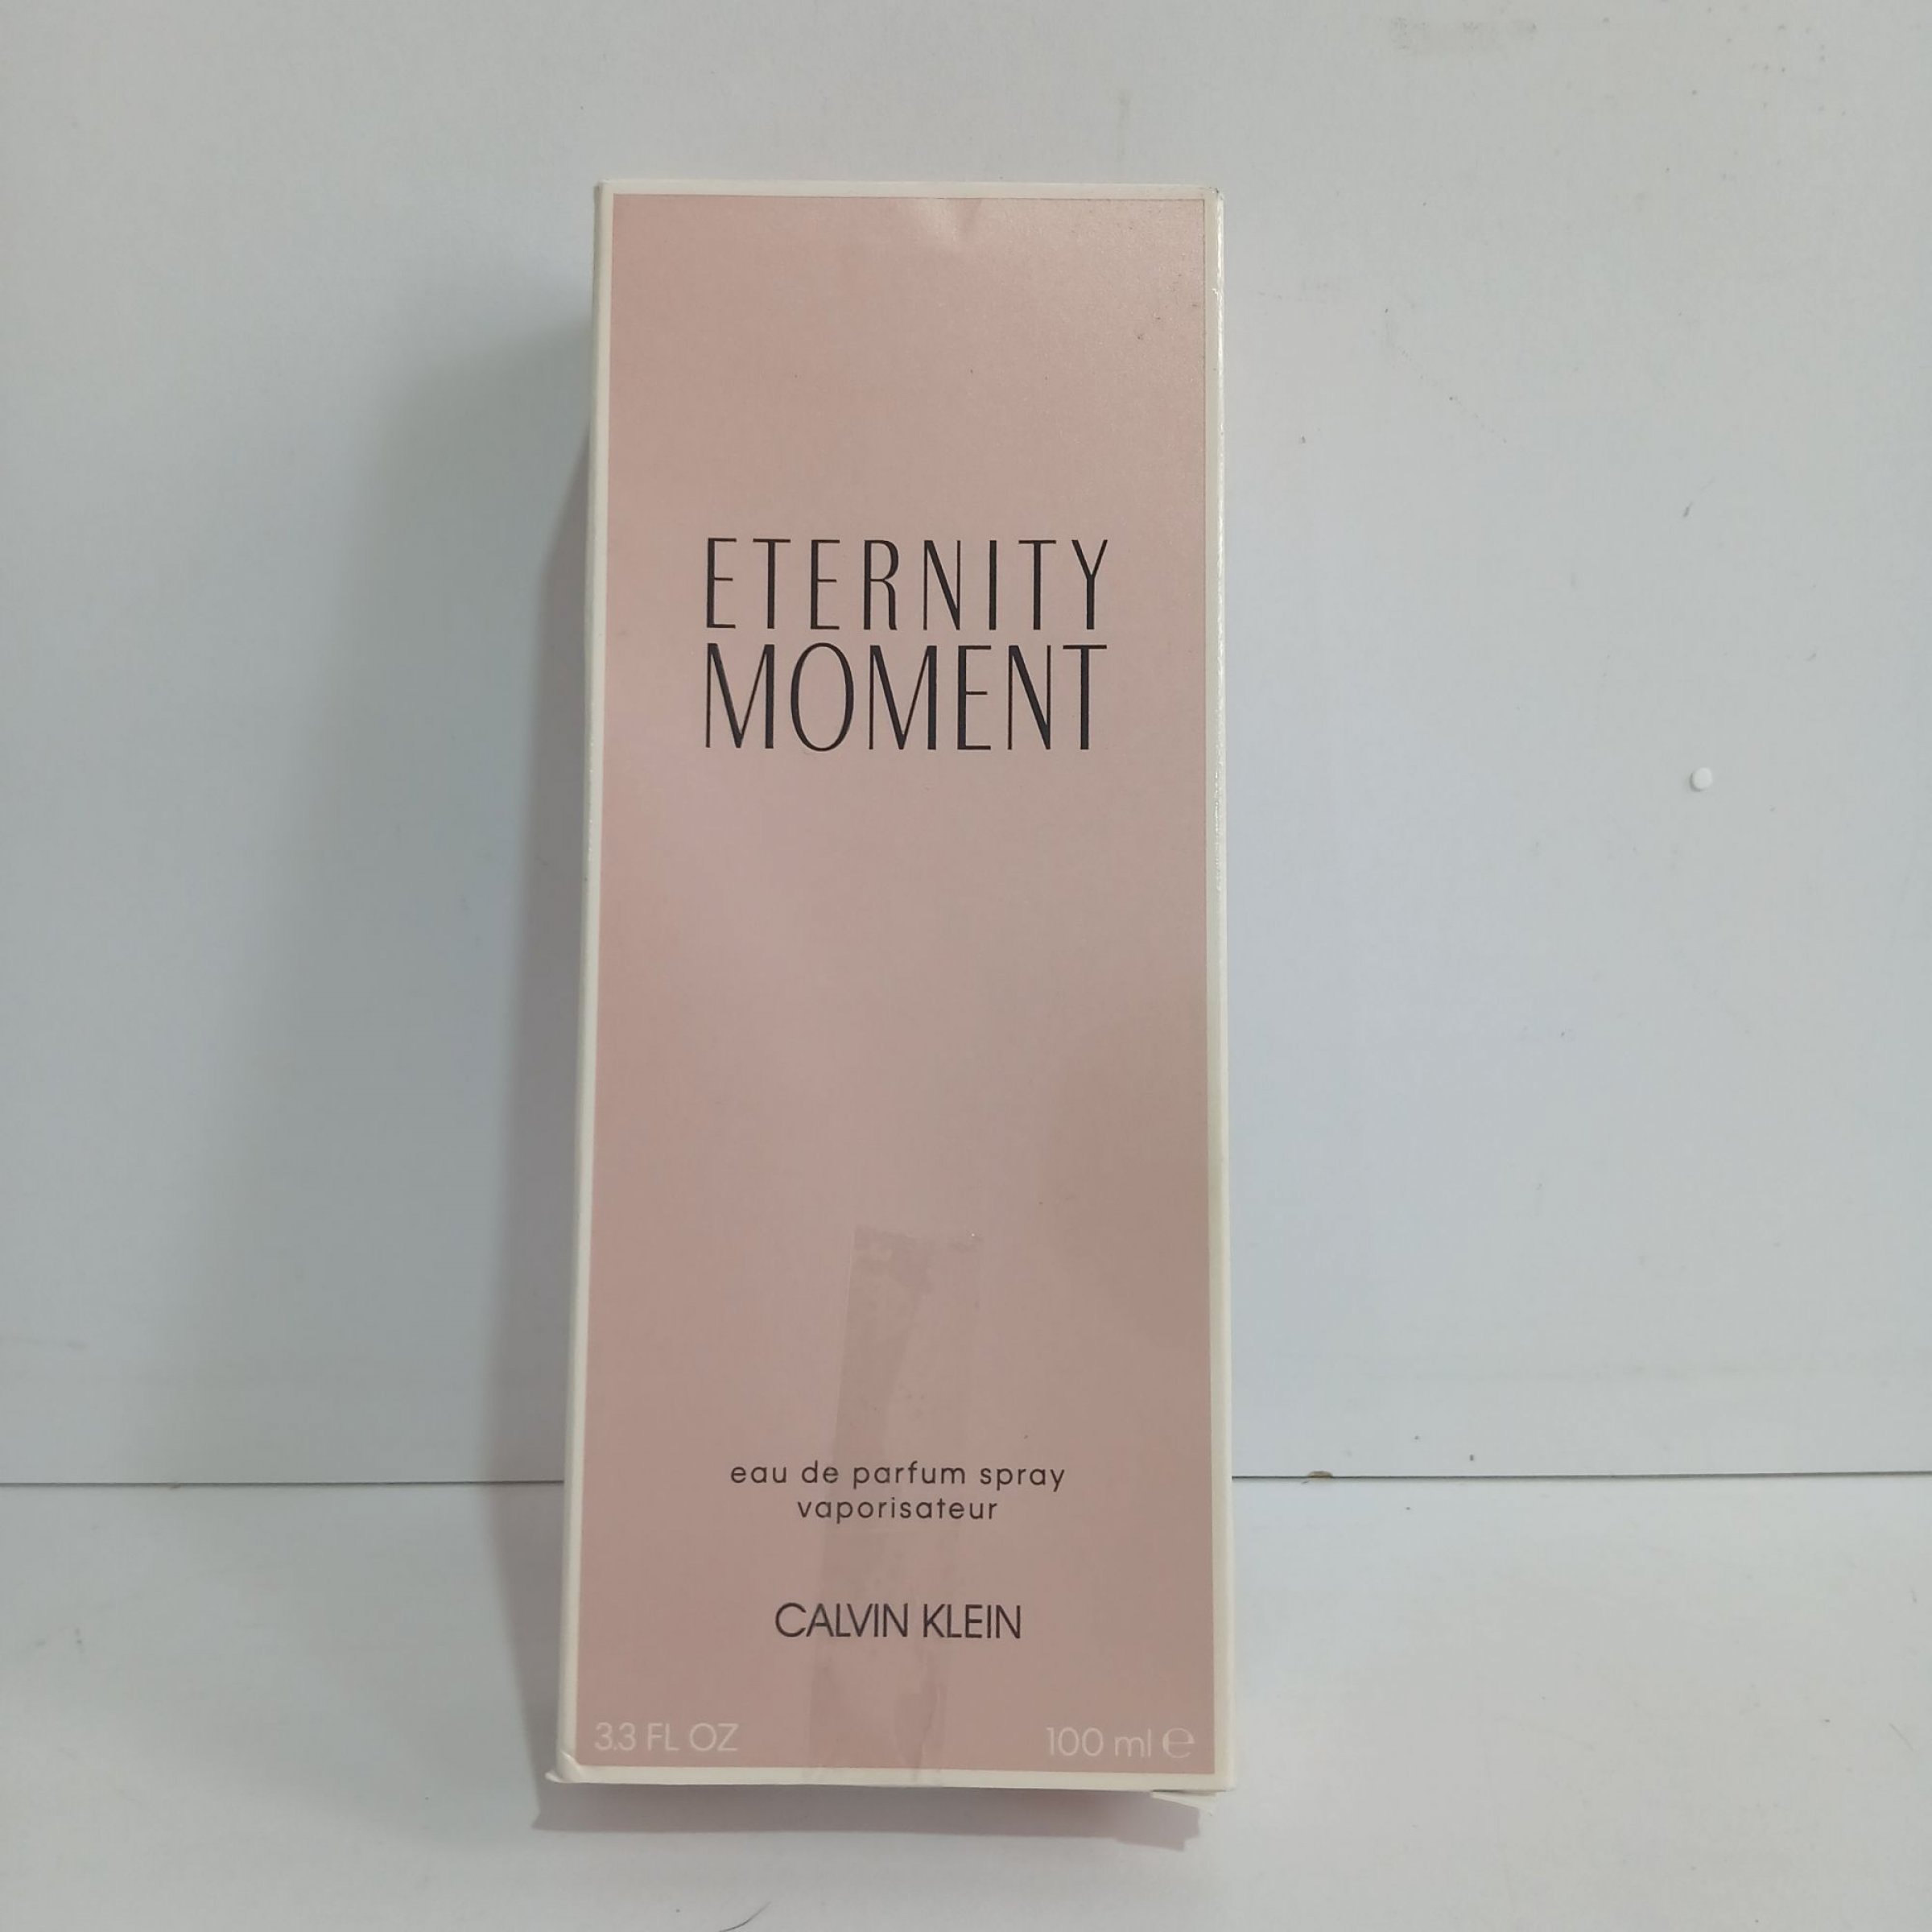 ETERNITY
MOMENT
eau de parfum spray
vaporisateur
CALVIN KLEIN
3.3 FL OZ 100 ml ℮